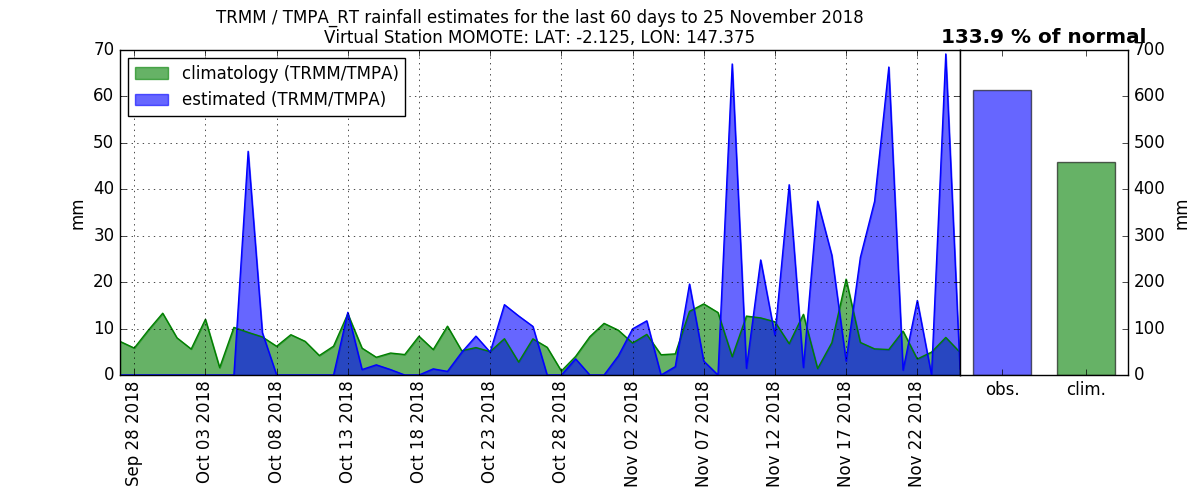 TRMM / TMPA_RT rainfall estimates for the last 60 days to 25 November 2018
Virtual Station MOMOTE: LAT: -2.125, LON: 147.375
133.9 % of normal
climatology (TRMM/TMPA)
estimated (TRMM/TMPA)
mm
70
60
50
40
30
20
10
0
Sep 28 2018
Oct 03 2018
Oct 08 2018
Oct 13 2018
Oct 18 2018
Oct 23 2018
Oct 28 2018
Nov 02 2018
Nov 07 2018
Nov 12 2018
Nov 17 2018
Nov 22 2018
obs.
clim.
700
600
500
400
300
200
100
0
mm